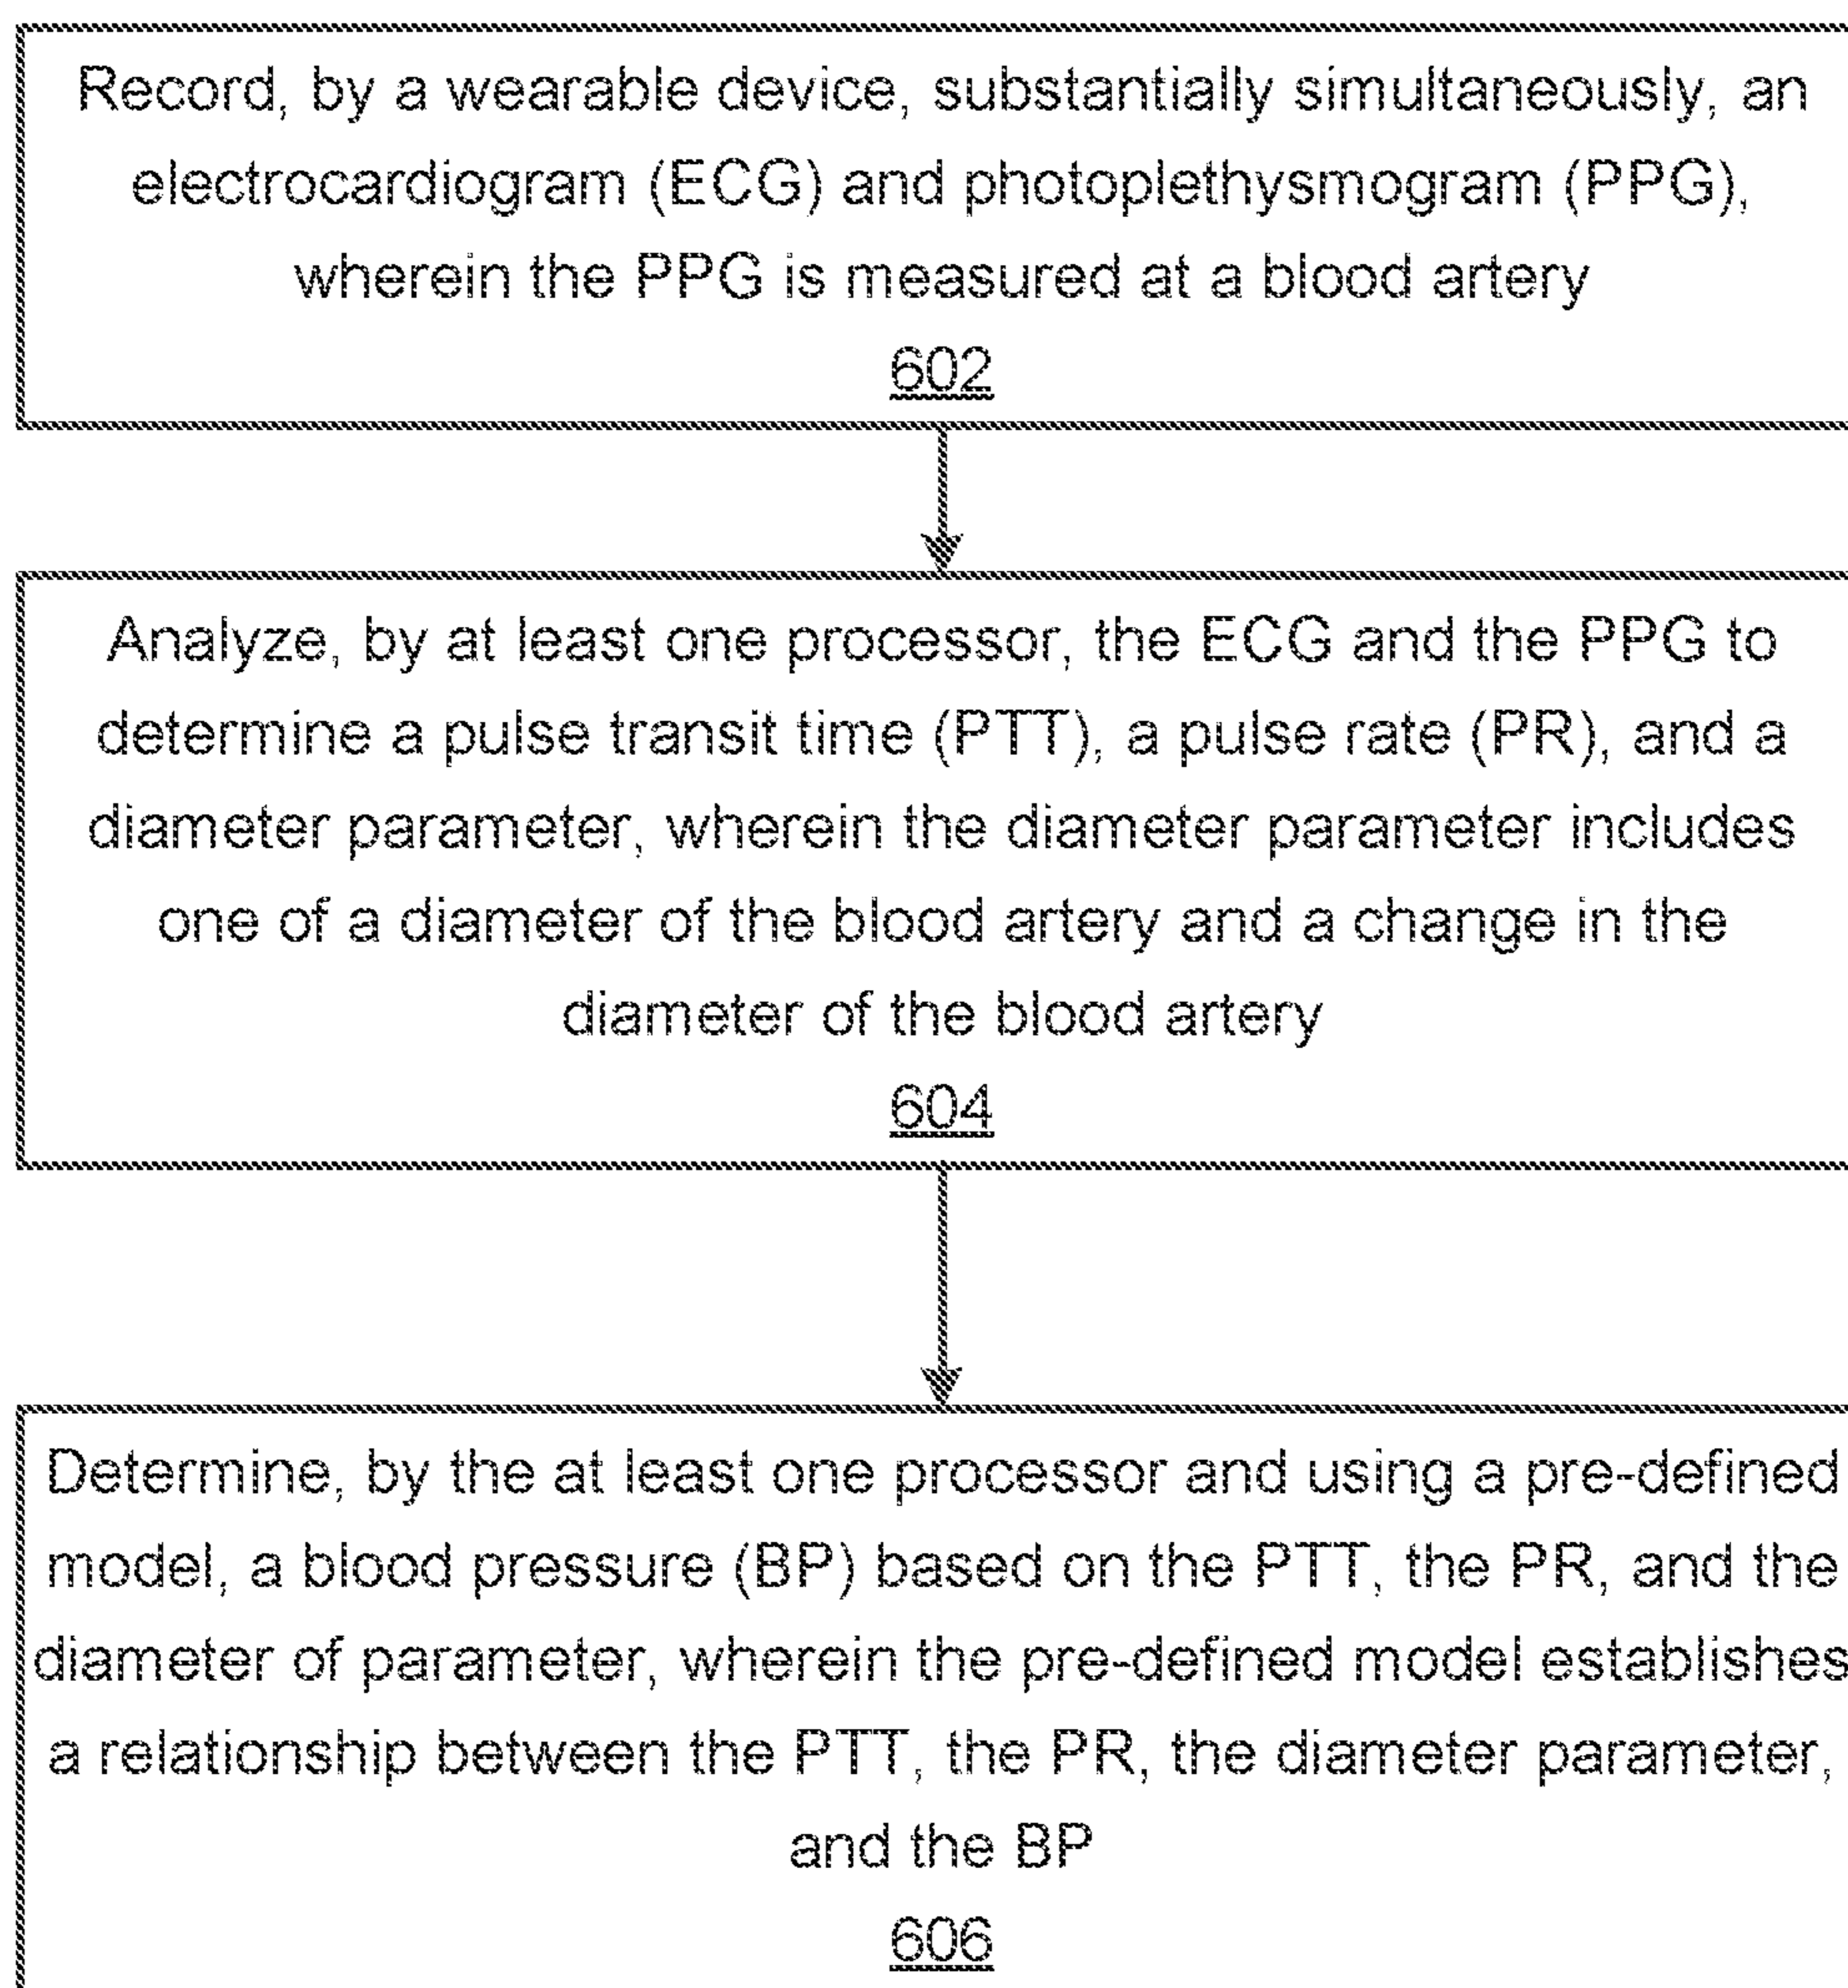 Record, by a wearable device, substantially simultaneously, an
electrocardiogram (ECG) and photoplethysmogram (PPG),
wherein the PPG is measured at a blood artery
602
Analyze, by at least one processor, the ECG and the PPG to
determine a pulse transit time (PTT), a pulse rate (PR), and a
diameter parameter, wherein the diameter parameter includes
one of a diameter of the blood artery and a change in the
diameter of the blood artery
604
Determine, by the at least one processor and using a pre-defined
model, a blood pressure (BP) based on the PTT, the PR, and the
diameter of parameter, wherein the pre-defined model establishes
a relationship between the PTT, the PR, the diameter parameter,
and the BP
606